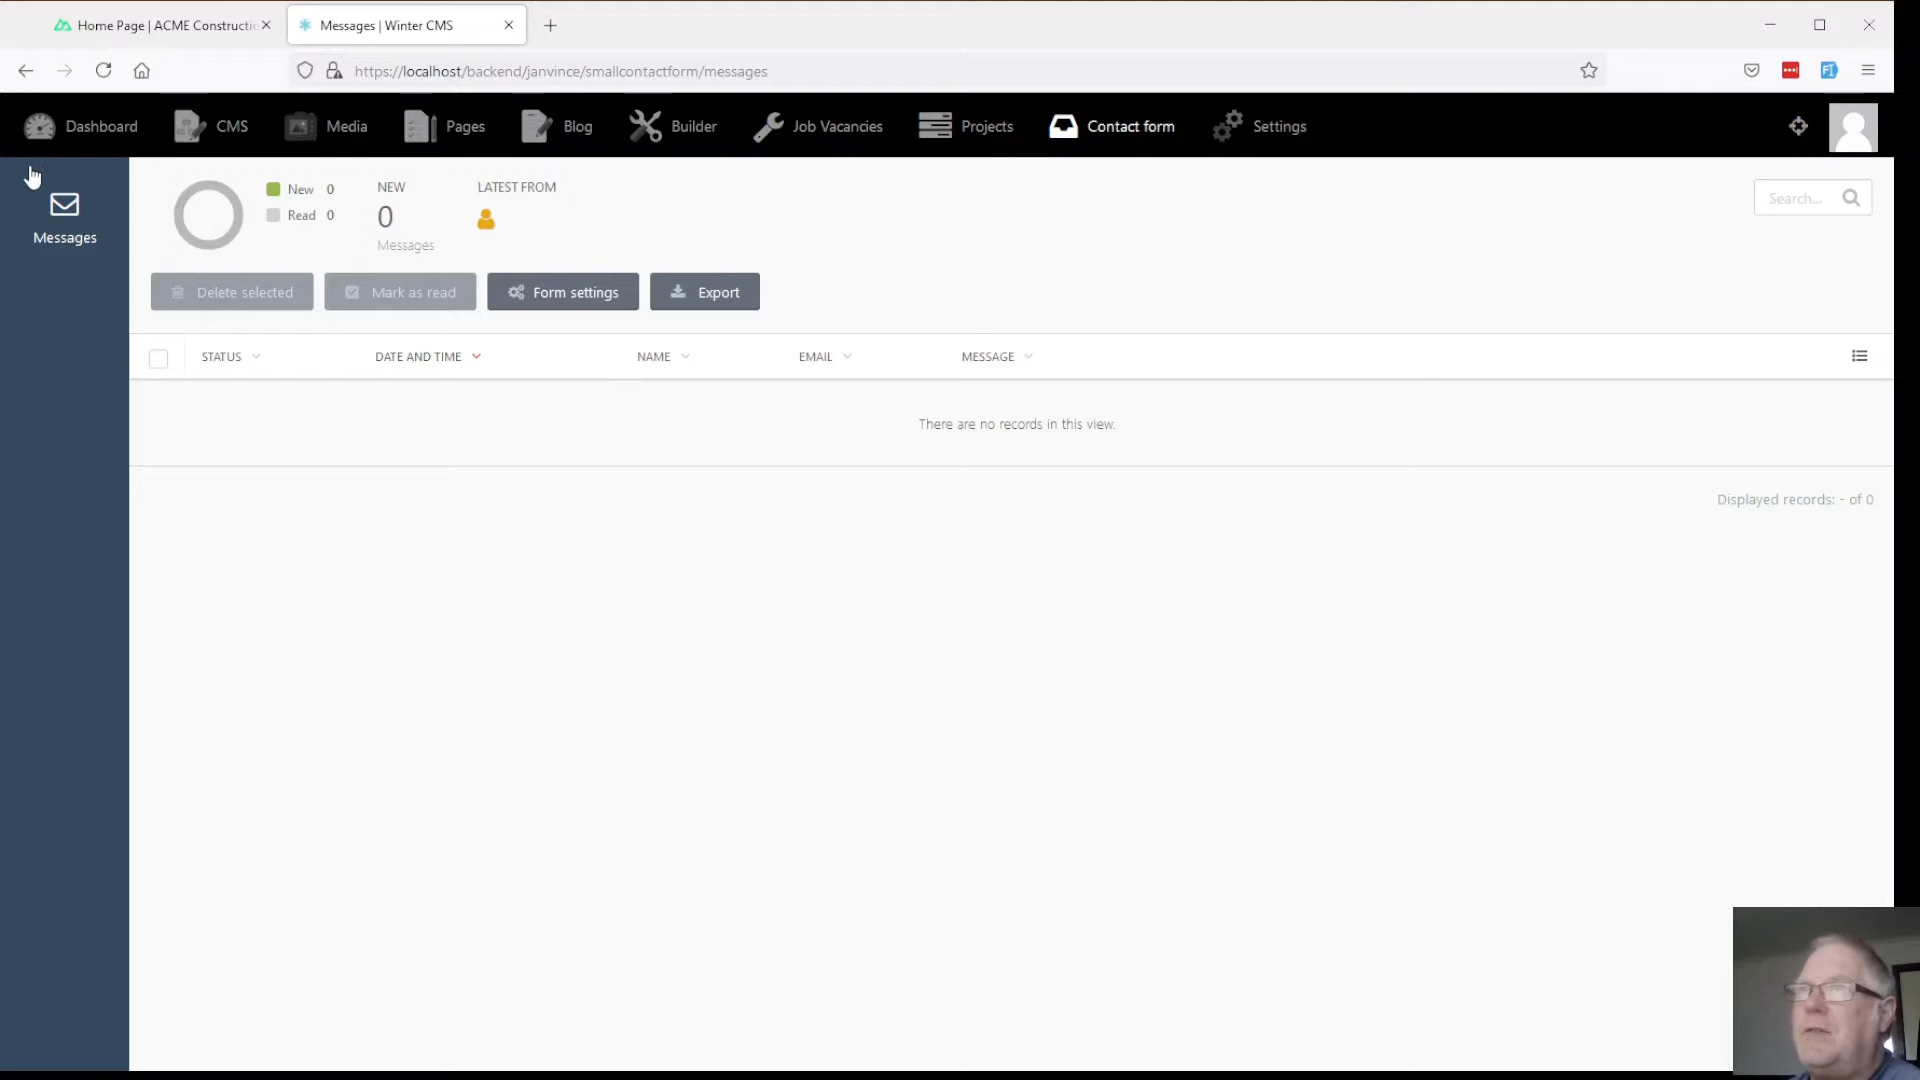 Home Page | ACME Constructi
Messages | Winter CMS
https://localhost/backend/janvince/smallcontactform/messages
Dashboard
CMS
Media
Pages
Blog
Builder
Job Vacancies
Projects
Contact form
Settings
Messages
New 0
Read 0
NEW
0
Messages
LATEST FROM
Search...
Delete selected
Mark as read
Form settings
Export
STATUS
DATE AND TIME
NAME
EMAIL
MESSAGE
There are no records in this view.
Displayed records: - of 0